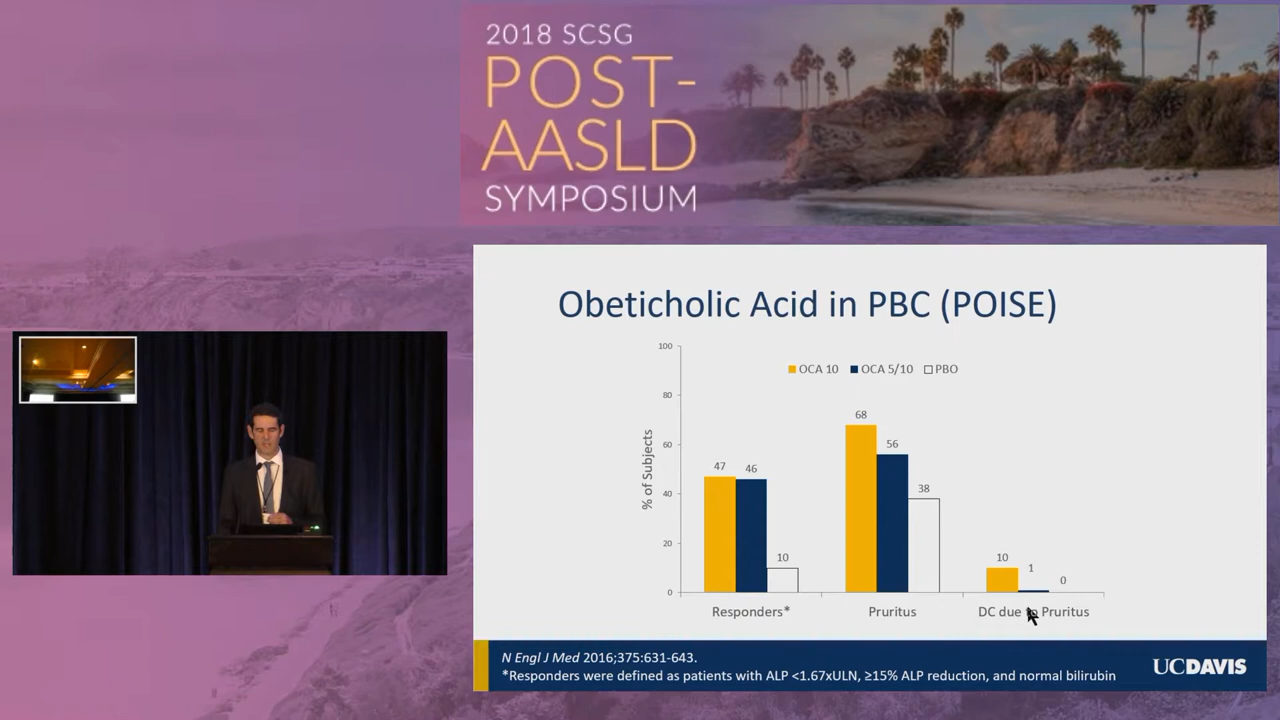 2018 SCSG
POST-
AASLD
SYMPOSIUM
Obeticholic Acid in PBC (POISE)
% of Subjects
100
80
60
40
20
0
OCA 10 OCA 5/10 PBO
47 46 10
68 56 38
10 1 0
Responders* Pruritus DC due to Pruritus
N Engl J Med 2016;375:631-643.
*Responders were defined as patients with ALP <1.67xULN, ≥15% ALP reduction, and normal bilirubin
UCDAVIS